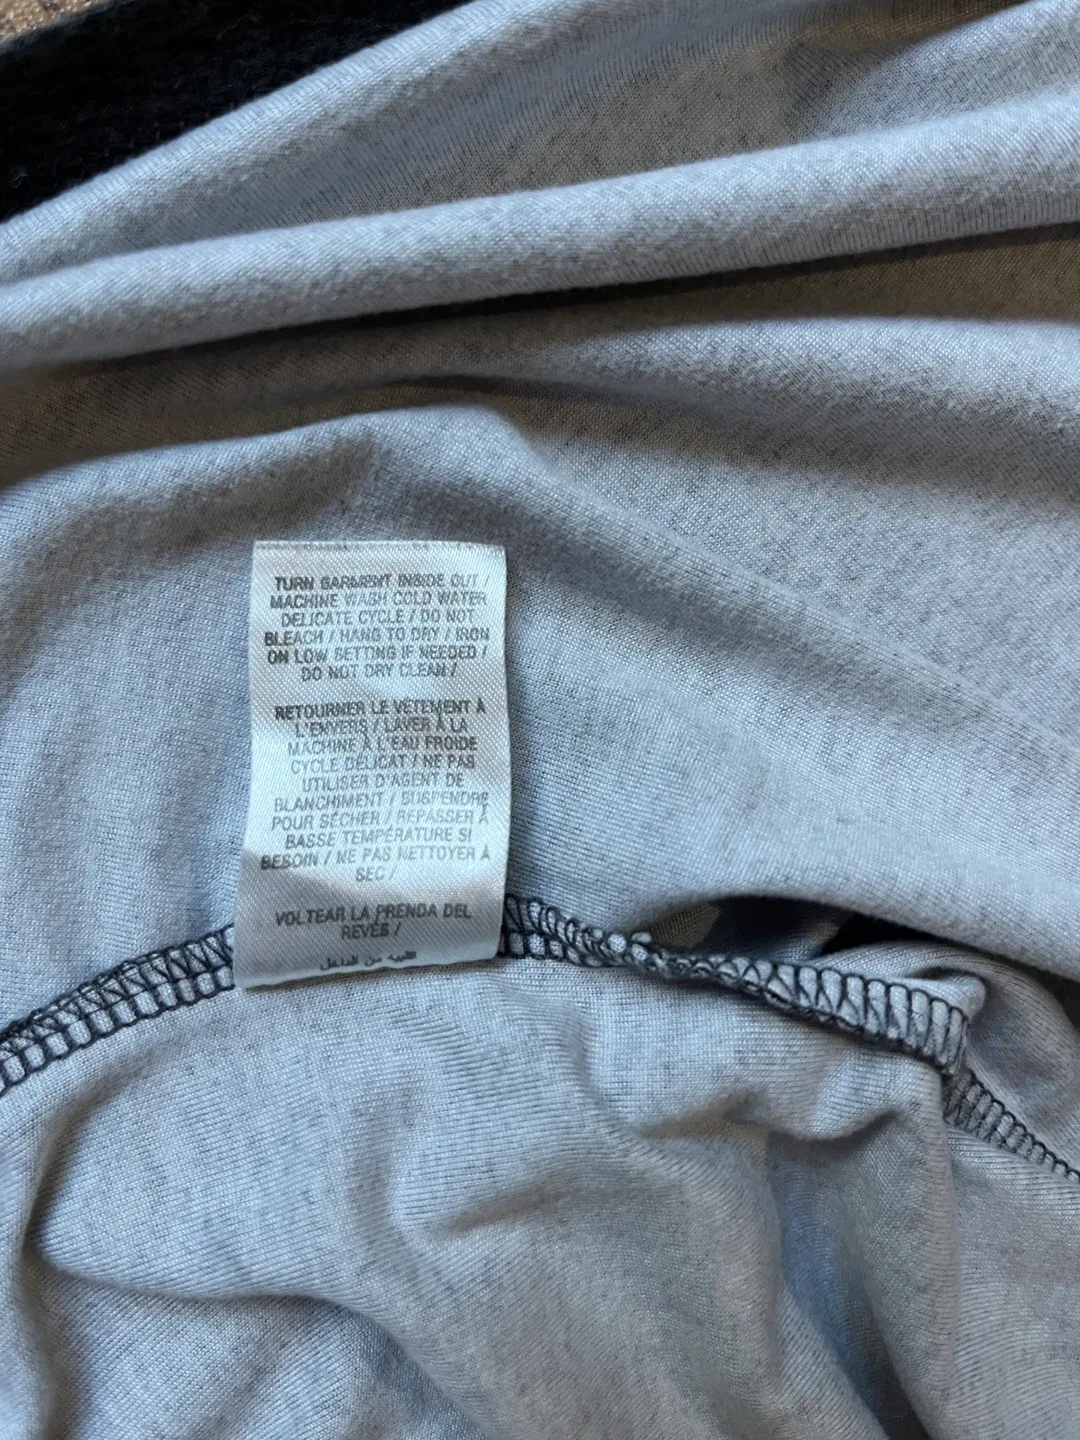 TURN GARMENT INSIDE OUT /
MACHINE WASH COLD WATER
DELICATE CYCLE / DO NOT
BLEACH / HANG TO DRY / IRON
ON LOW SETTING IF NEEDED /
DO NOT DRY CLEAN /
RETOURNER LE VÊTEMENT À
L'ENVERS / LAVER À LA
MACHINE À L'EAU FROIDE
CYCLE DÉLICAT / NE PAS
UTILISER D'AGENT DE
BLANCHIMENT / SUSPENDRE
POUR SÉCHER / REPASSER À
BASSE TEMPÉRATURE SI
BESOIN / NE PAS NETTOYER À
SEC /
VOLTEAR LA PRENDA DEL
REVÉS /
من الداخل